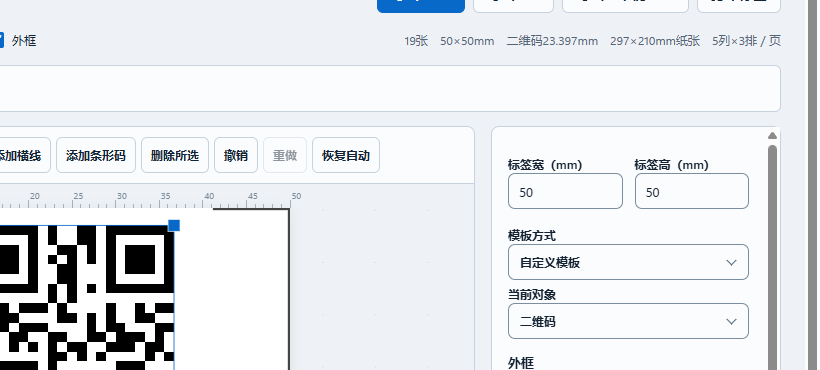 外框
19张 50×50mm 二维码23.397mm 297×210mm纸张 5列×3排 / 页
添加横线 添加条形码 删除所选 撤销 重做 恢复自动
20 25 30 35 40 45 50
标签宽（mm） 标签高（mm）
50 50
模板方式
自定义模板
当前对象
二维码
外框